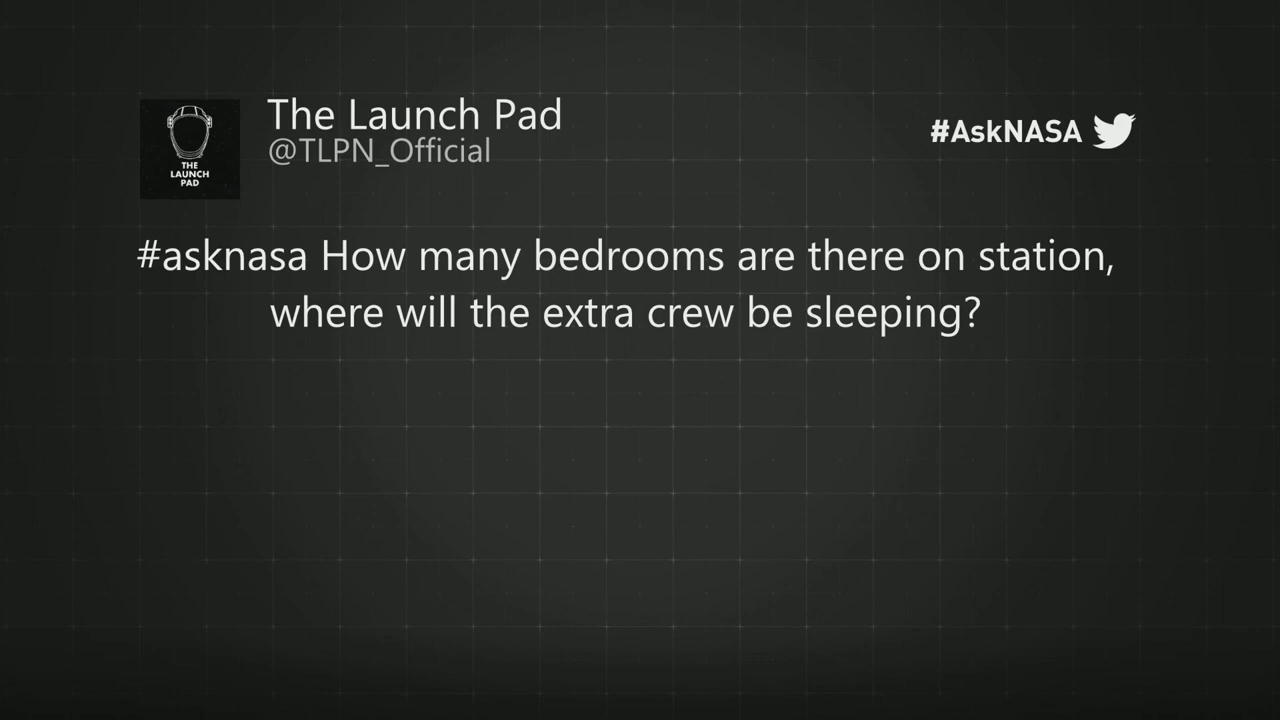 The Launch Pad
@TLPN_Official
#AskNASA
THE
LAUNCH
PAD
#asknasa How many bedrooms are there on station,
where will the extra crew be sleeping?